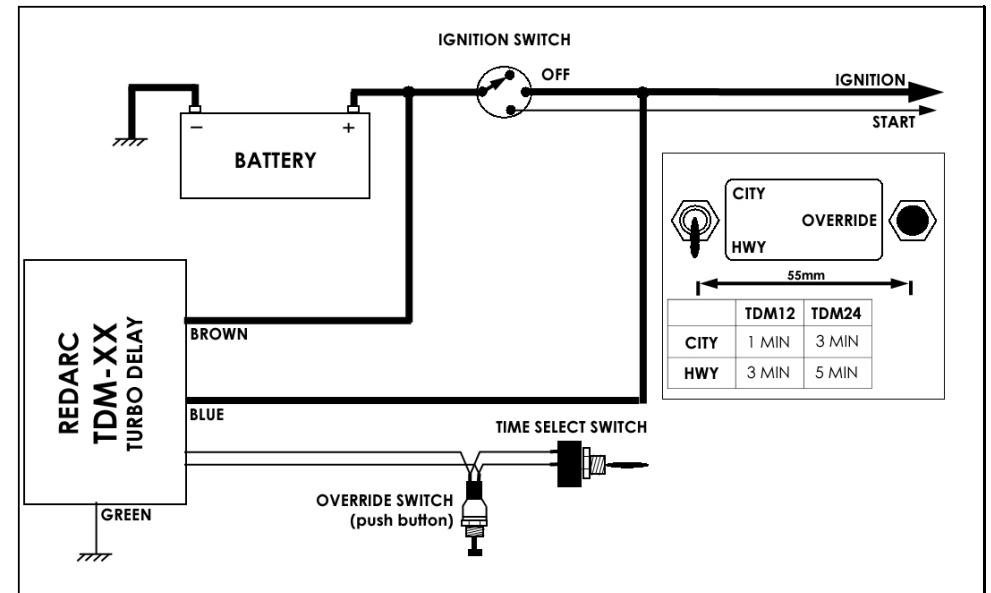 IGNITION SWITCH
OFF
IGNITION
START
− +
BATTERY
CITY
OVERRIDE
HWY
55mm
TDM12 TDM24
CITY 1 MIN 3 MIN
HWY 3 MIN 5 MIN
REDARC
TDM-XX
TURBO DELAY
BROWN
BLUE
TIME SELECT SWITCH
OVERRIDE SWITCH
(push button)
GREEN